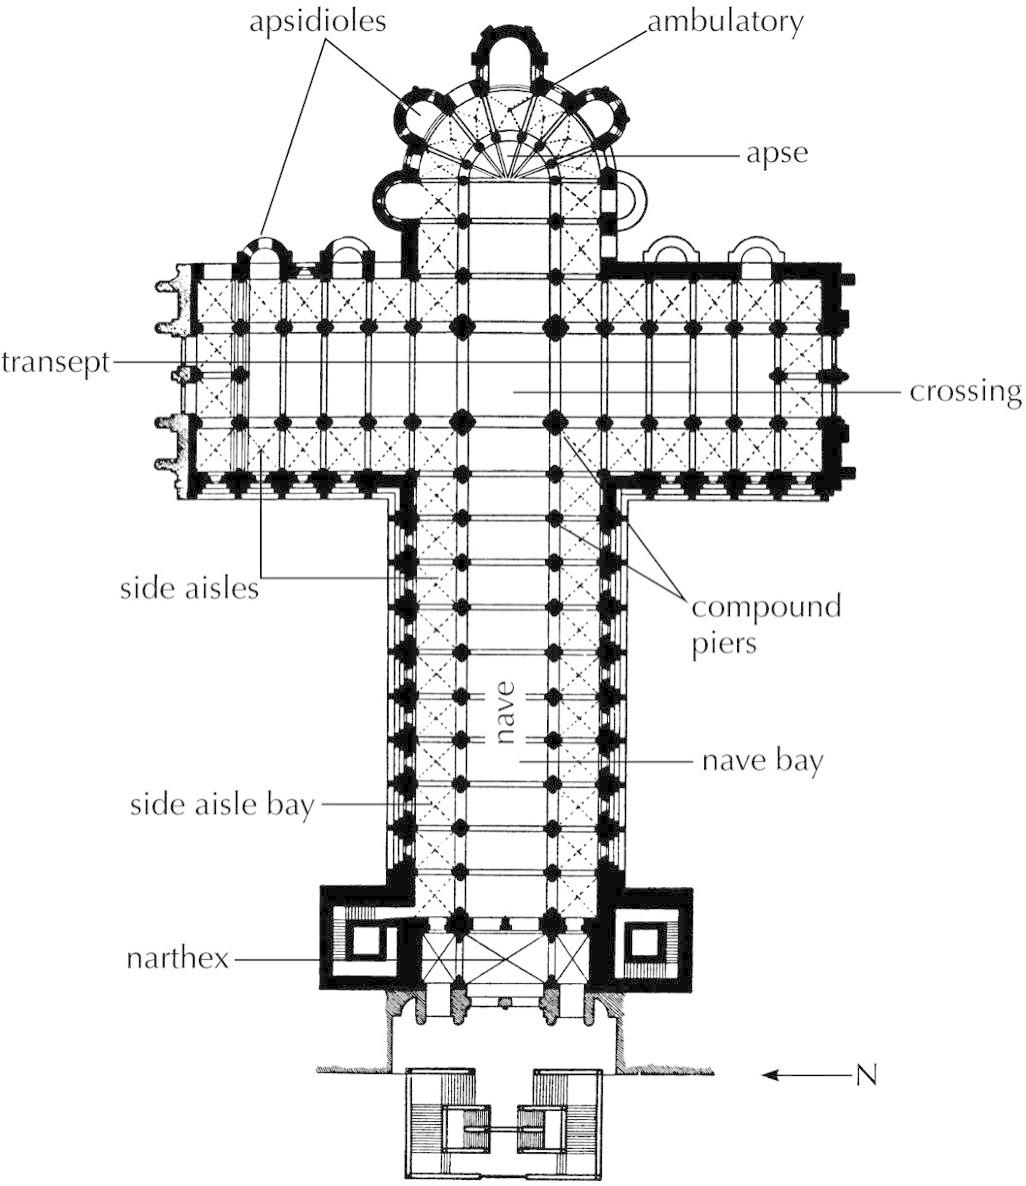 apsidioles
ambulatory
apse
transept
crossing
side aisles
compound
piers
nave
nave bay
side aisle bay
narthex
N